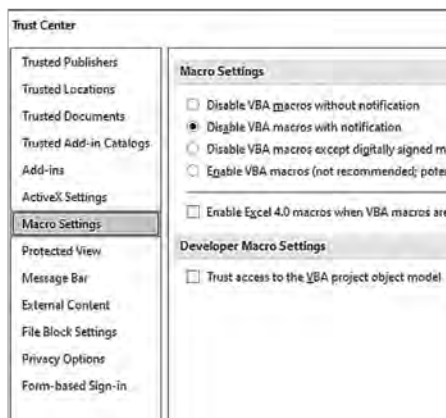 Trust Center
Trusted Publishers
Trusted Locations
Trusted Documents
Trusted Add-in Catalogs
Add-ins
ActiveX Settings
Macro Settings
Protected View
Message Bar
External Content
File Block Settings
Privacy Options
Form-based Sign-in
Macro Settings
Disable VBA macros without notification
Disable VBA macros with notification
Disable VBA macros except digitally signed m
Enable VBA macros (not recommended; poter
Enable Excel 4.0 macros when VBA macros are
Developer Macro Settings
Trust access to the VBA project object model